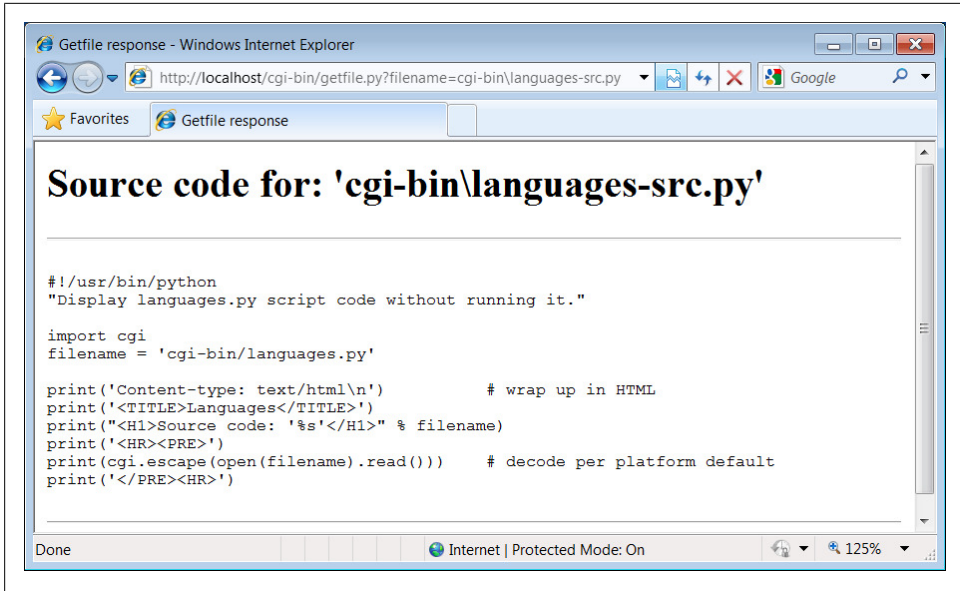 Getfile response - Windows Internet Explorer
http://localhost/cgi-bin/getfile.py?filename=cgi-bin\languages-src.py
Google
Favorites
Getfile response
Source code for: 'cgi-bin\languages-src.py'
#!/usr/bin/python
"Display languages.py script code without running it."
import cgi
filename = 'cgi-bin/languages.py'
print('Content-type: text/html\n')           # wrap up in HTML
print('<TITLE>Languages</TITLE>')
print("<H1>Source code: '%s'</H1>" % filename)
print('<HR><PRE>')
print(cgi.escape(open(filename).read()))    # decode per platform default
print('</PRE><HR>')
Done
Internet | Protected Mode: On
125%